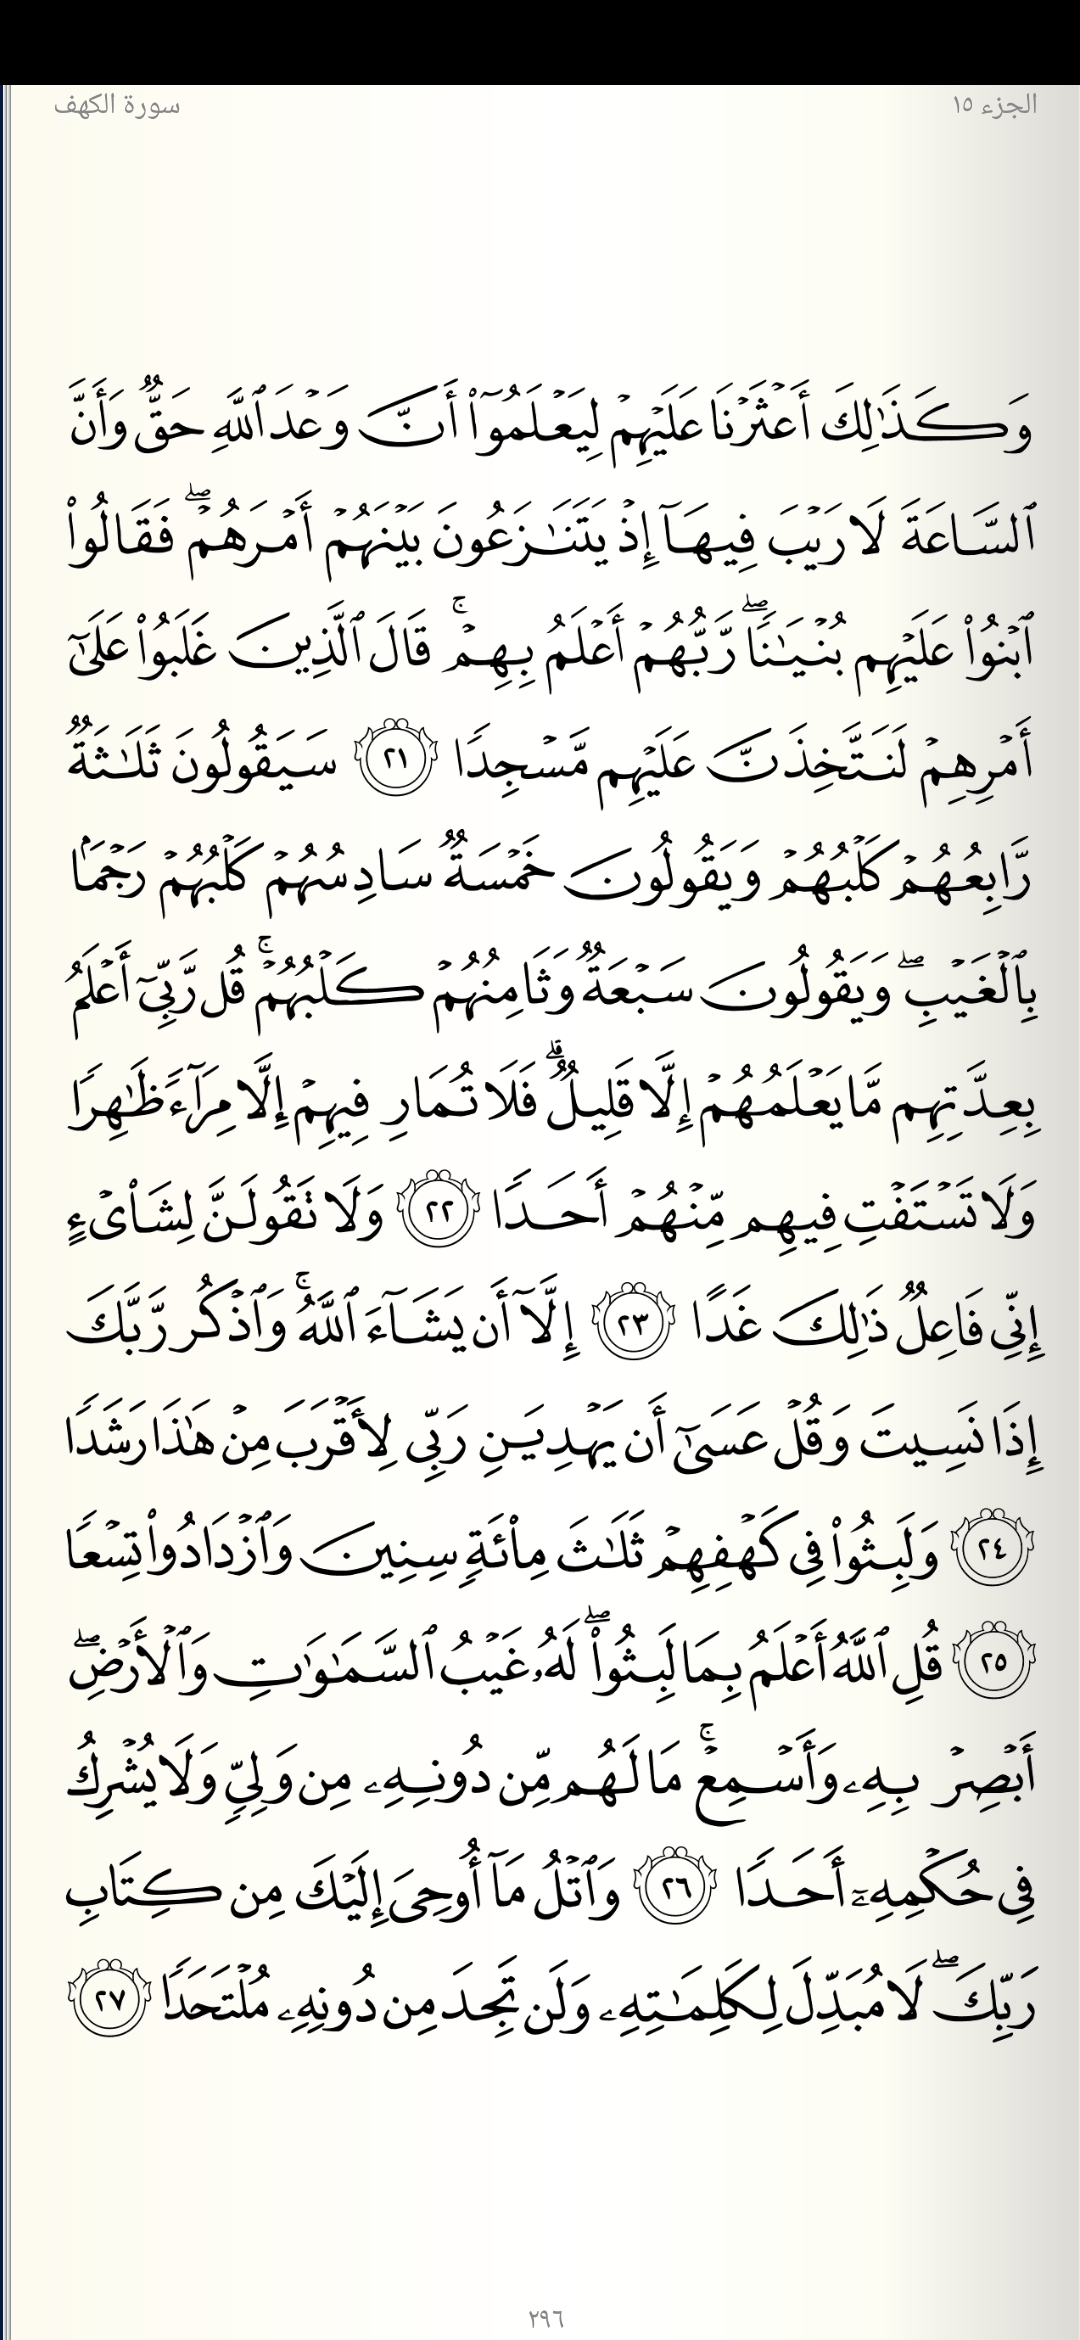 الجزء ١٥
سورة الكهف
وَكَذَٰلِكَ أَعۡثَرۡنَا عَلَيۡهِمۡ لِيَعۡلَمُوٓاْ أَنَّ وَعۡدَ ٱللَّهِ حَقّٞ وَأَنَّ
ٱلسَّاعَةَ لَا رَيۡبَ فِيهَآ إِذۡ يَتَنَٰزَعُونَ بَيۡنَهُمۡ أَمۡرَهُمۡۖ فَقَالُواْ
ٱبۡنُواْ عَلَيۡهِم بُنۡيَٰنٗاۖ رَّبُّهُمۡ أَعۡلَمُ بِهِمۡۚ قَالَ ٱلَّذِينَ غَلَبُواْ عَلَىٰٓ
أَمۡرِهِمۡ لَنَتَّخِذَنَّ عَلَيۡهِم مَّسۡجِدٗا ٢١ سَيَقُولُونَ ثَلَٰثَةٞ
رَّابِعُهُمۡ كَلۡبُهُمۡ وَيَقُولُونَ خَمۡسَةٞ سَادِسُهُمۡ كَلۡبُهُمۡ رَجۡمَۢا
بِٱلۡغَيۡبِۖ وَيَقُولُونَ سَبۡعَةٞ وَثَامِنُهُمۡ كَلۡبُهُمۡۚ قُل رَّبِّيٓ أَعۡلَمُ
بِعِدَّتِهِم مَّا يَعۡلَمُهُمۡ إِلَّا قَلِيلٞۗ فَلَا تُمَارِ فِيهِمۡ إِلَّا مِرَآءٗ ظَٰهِرٗا
وَلَا تَسۡتَفۡتِ فِيهِم مِّنۡهُمۡ أَحَدٗا ٢٢ وَلَا تَقُولَنَّ لِشَاْيۡءٍ
إِنِّي فَاعِلٞ ذَٰلِكَ غَدًا ٢٣ إِلَّآ أَن يَشَآءَ ٱللَّهُۚ وَٱذۡكُر رَّبَّكَ
إِذَا نَسِيتَ وَقُلۡ عَسَىٰٓ أَن يَهۡدِيَنِ رَبِّي لِأَقۡرَبَ مِنۡ هَٰذَا رَشَدٗا
٢٤ وَلَبِثُواْ فِي كَهۡفِهِمۡ ثَلَٰثَ مِاْئَةٖ سِنِينَ وَٱزۡدَادُواْ تِسۡعٗا
٢٥ قُلِ ٱللَّهُ أَعۡلَمُ بِمَا لَبِثُواْۖ لَهُۥ غَيۡبُ ٱلسَّمَٰوَٰتِ وَٱلۡأَرۡضِۖ
أَبۡصِرۡ بِهِۦ وَأَسۡمِعۡۚ مَا لَهُم مِّن دُونِهِۦ مِن وَلِيّٖ وَلَا يُشۡرِكُ
فِي حُكۡمِهِۦٓ أَحَدٗا ٢٦ وَٱتۡلُ مَآ أُوحِيَ إِلَيۡكَ مِن كِتَابِ
رَبِّكَۖ لَا مُبَدِّلَ لِكَلِمَٰتِهِۦ وَلَن تَجِدَ مِن دُونِهِۦ مُلۡتَحَدٗا ٢٧
٢٩٦